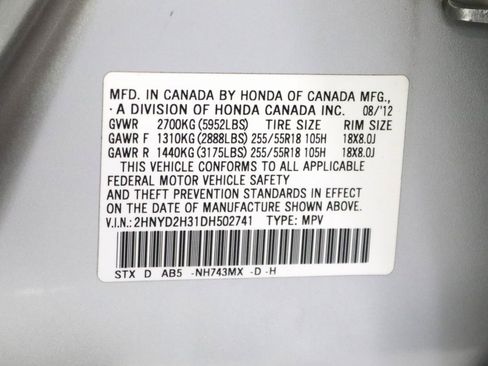 MFD. IN CANADA BY HONDA OF CANADA MFG.,
A DIVISION OF HONDA CANADA INC. 08/'12
GVWR 2700KG (5952LBS) TIRE SIZE RIM SIZE
GAWR F 1310KG (2888LBS) 255/55R18 105H 18X8.0J
GAWR R 1440KG (3175LBS) 255/55R18 105H 18X8.0J
THIS VEHICLE CONFORMS TO ALL APPLICABLE
FEDERAL MOTOR VEHICLE SAFETY
AND THEFT PREVENTION STANDARDS IN EFFECT
ON THE DATE OF MANUFACTURE SHOWN ABOVE.
V.I.N.: 2HNYD2H31DH502741 TYPE: MPV
STX D AB5 -NH743MX -D -H